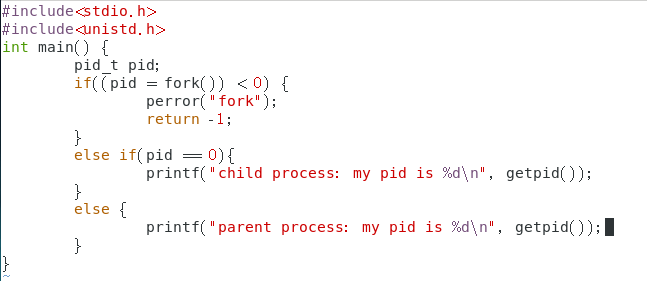 #include<stdio.h>
#include<unistd.h>
int main() {
        pid_t pid;
        if((pid = fork()) <0) {
                perror("fork");
                return -1;
        }
        else if(pid == 0){
                printf("child process: my pid is %d\n", getpid());
        }
        else {
                printf("parent process: my pid is %d\n", getpid());
        }
}
~